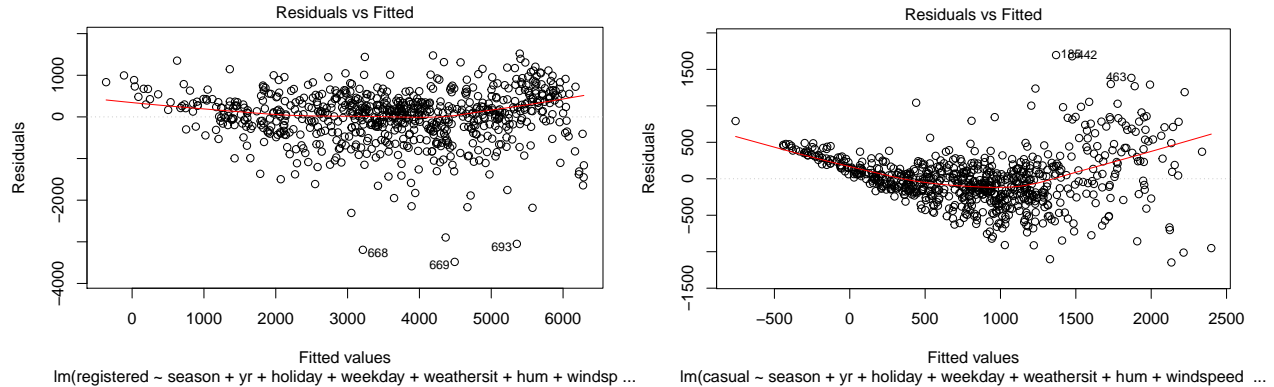 Residuals vs Fitted
Residuals
1000
0
-2000
-4000
668
669
693
0 1000 2000 3000 4000 5000 6000
Fitted values
lm(registered ~ season + yr + holiday + weekday + weathersit + hum + windsp ...
Residuals vs Fitted
Residuals
1500
500
0
-500
-1500
442
463
-500 0 500 1000 1500 2000 2500
Fitted values
lm(casual ~ season + yr + holiday + weekday + weathersit + hum + windspeed ...